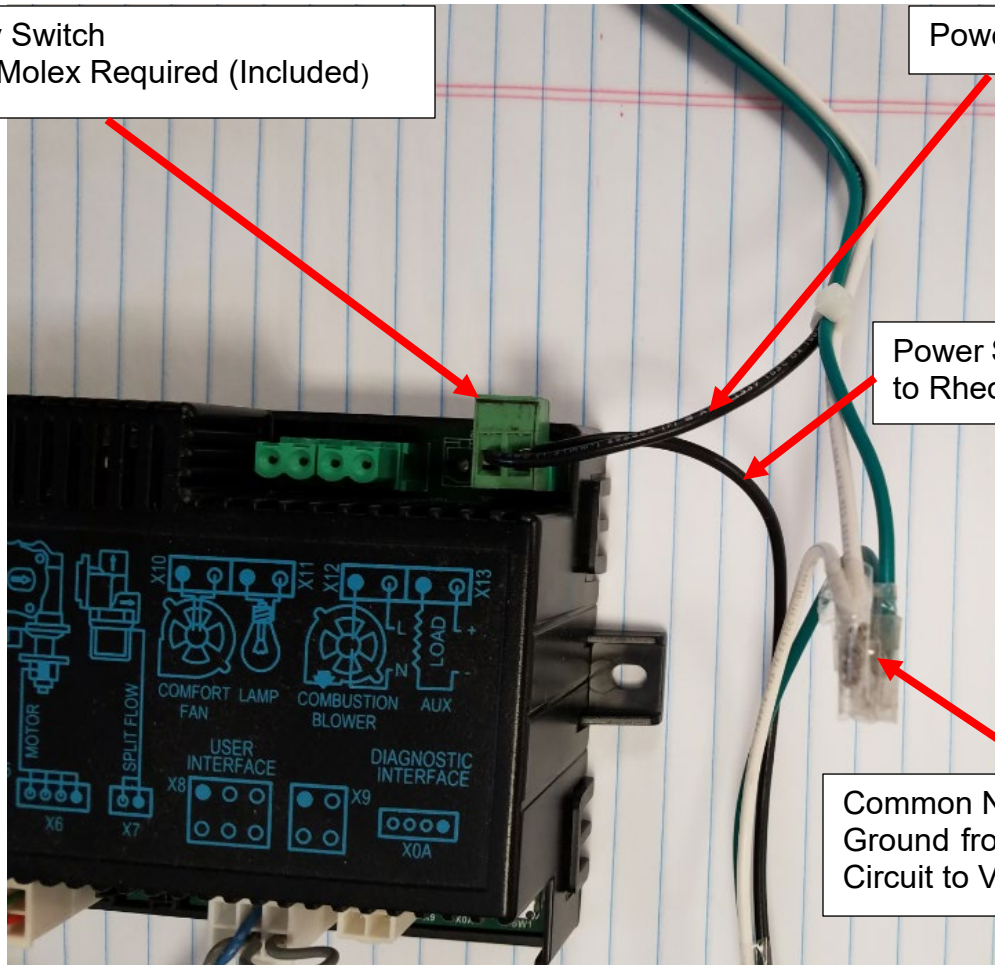 Switch
Molex Required (Included)
Power S
to Rheo
Common N
Ground fro
Circuit to V
X10
X11
X12
X13
L
+
LOAD
N
-
COMFORT
FAN
LAMP
COMBUSTION
BLOWER
AUX
MOTOR
SPLIT FLOW
USER
INTERFACE
DIAGNOSTIC
INTERFACE
X8
X9
X6
X7
X0A